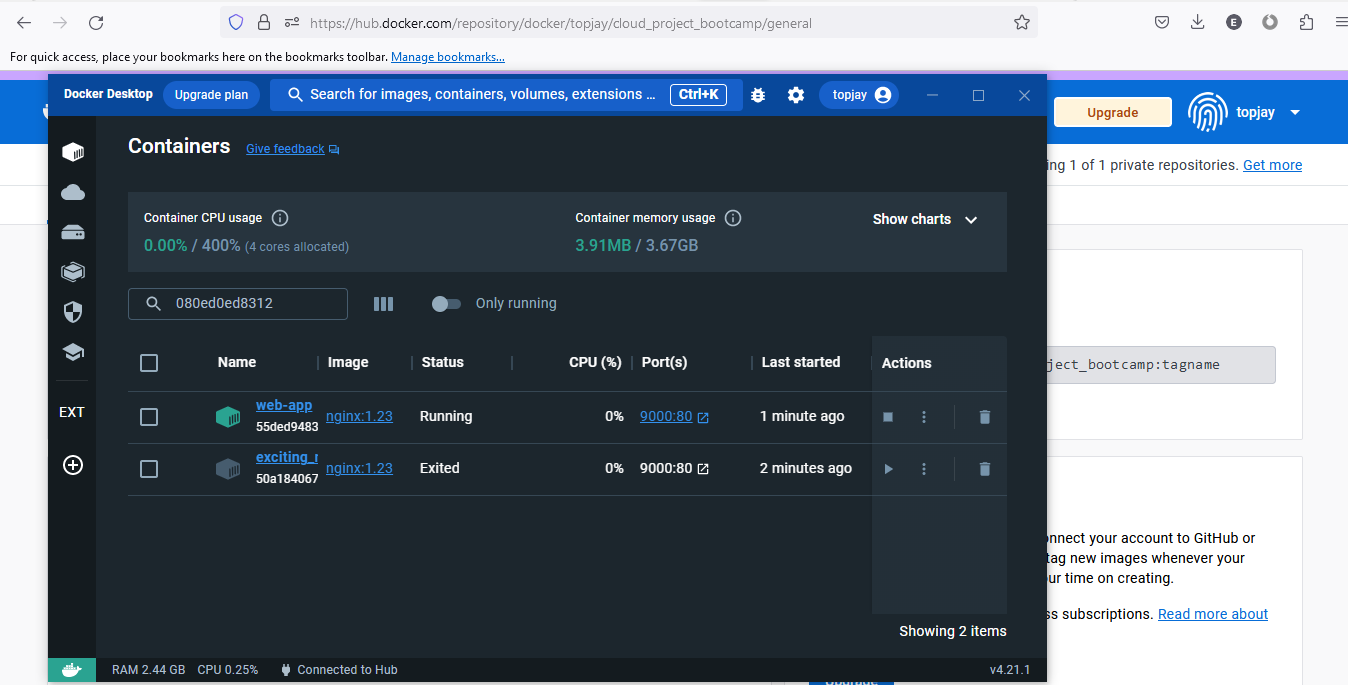 https://hub.docker.com/repository/docker/topjay/cloud_project_bootcamp/general
E
For quick access, place your bookmarks here on the bookmarks toolbar. Manage bookmarks...
Docker Desktop Upgrade plan Search for images, containers, volumes, extensions ... Ctrl+K topjay
Upgrade topjay
Containers Give feedback
ing 1 of 1 private repositories. Get more
Container CPU usage
0.00% / 400% (4 cores allocated)
Container memory usage
3.91MB / 3.67GB
Show charts
080ed0ed8312
Only running
Name Image Status CPU (%) Port(s) Last started Actions
ject_bootcamp:tagname
web-app
55ded9483
nginx:1.23 Running 0% 9000:80 1 minute ago
EXT
exciting_r
50a184067
nginx:1.23 Exited 0% 9000:80 2 minutes ago
nnect your account to GitHub or
tag new images whenever your
ur time on creating.
ss subscriptions. Read more about
Showing 2 items
RAM 2.44 GB CPU 0.25% Connected to Hub v4.21.1